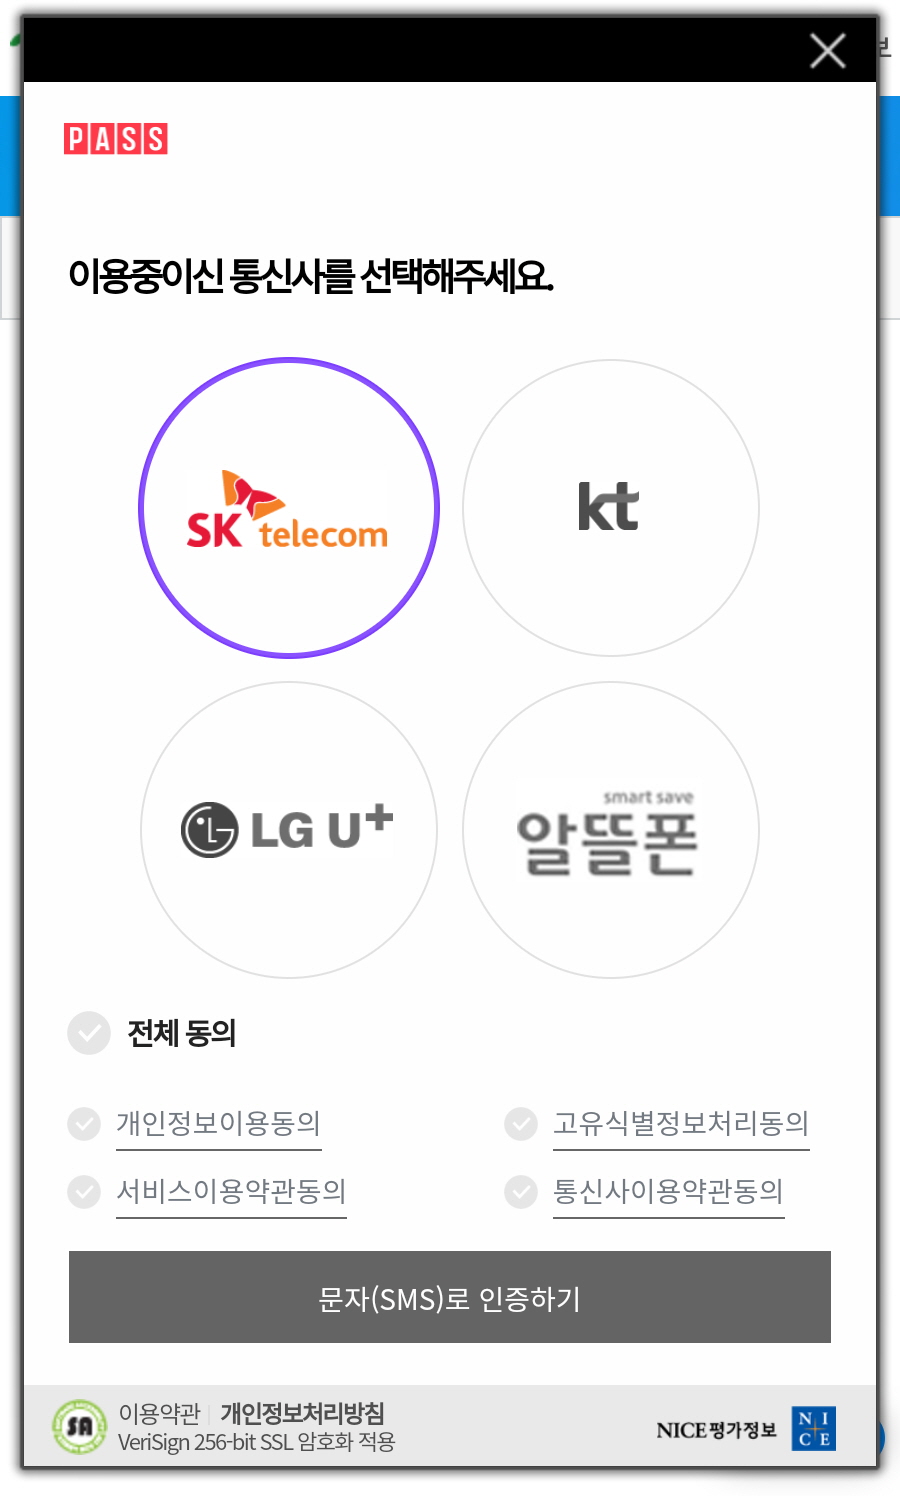 보
PASS
이용중이신 통신사를 선택해주세요.
SK telecom
kt
LG U+
smart save
알뜰폰
전체 동의
개인정보이용동의
고유식별정보처리동의
서비스이용약관동의
통신사이용약관동의
문자(SMS)로 인증하기
이용약관 | 개인정보처리방침
VeriSign 256-bit SSL 암호화 적용
SA
NICE평가정보
NICE